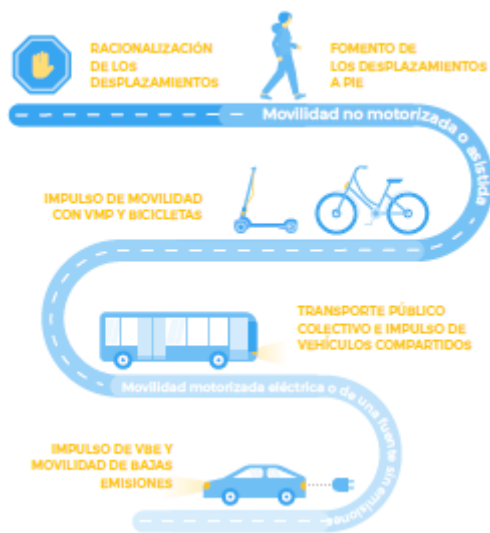 RACIONALIZACIÓN
DE LOS
DESPLAZAMIENTOS
FOMENTO DE
LOS DESPLAZAMIENTOS
A PIE
Movilidad no motorizada o asistida
IMPULSO DE MOVILIDAD
CON VMP Y BICICLETAS
TRANSPORTE PÚBLICO
COLECTIVO E IMPULSO DE
VEHÍCULOS COMPARTIDOS
Movilidad motorizada eléctrica o de una fuente sin emisiones
IMPULSO DE VBE Y
MOVILIDAD DE BAJAS
EMISIONES